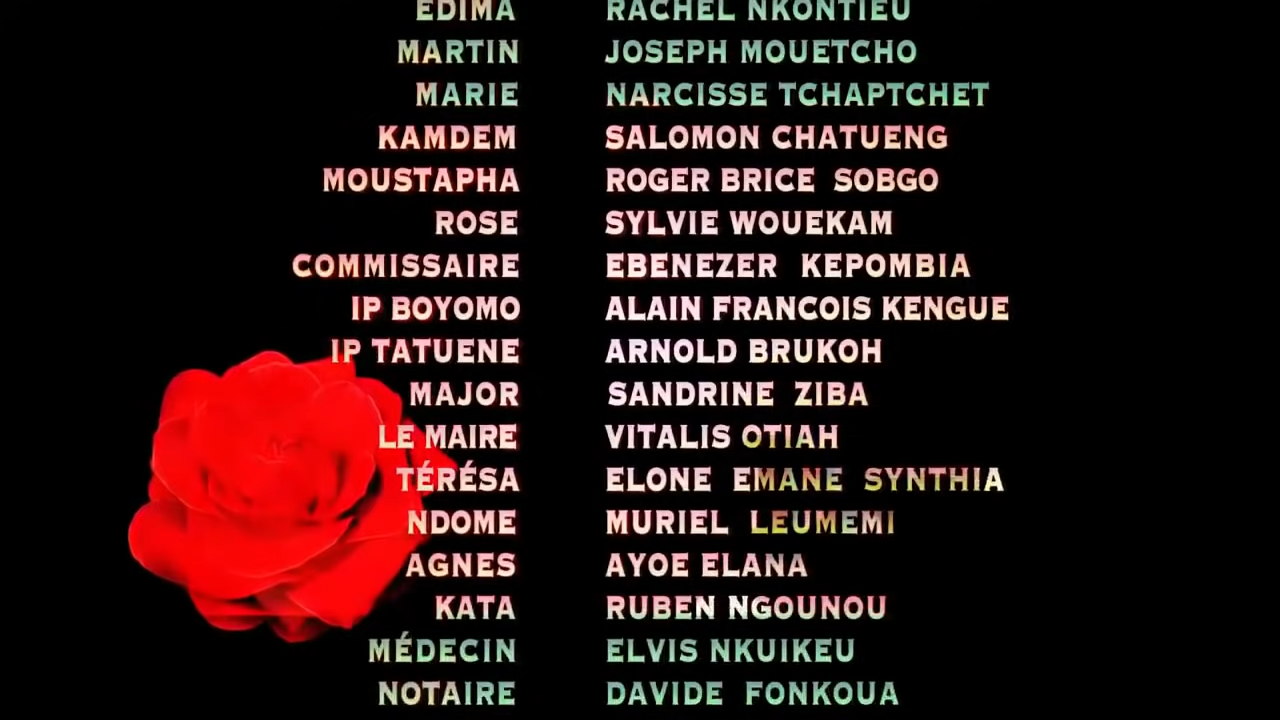 EDIMA RACHEL NKONTIEU
MARTIN JOSEPH MOUETCHO
MARIE NARCISSE TCHAPTCHET
KAMDEM SALOMON CHATUENG
MOUSTAPHA ROGER BRICE SOBGO
ROSE SYLVIE WOUEKAM
COMMISSAIRE EBENEZER KEPOMBIA
IP BOYOMO ALAIN FRANCOIS KENGUE
IP TATUENE ARNOLD BRUKOH
MAJOR SANDRINE ZIBA
LE MAIRE VITALIS OTIAH
TÉRÉSA ELONE EMANE SYNTHIA
NDOME MURIEL LEUMEMI
AGNES AYOE ELANA
KATA RUBEN NGOUNOU
MÉDECIN ELVIS NKUIKEU
NOTAIRE DAVIDE FONKOUA